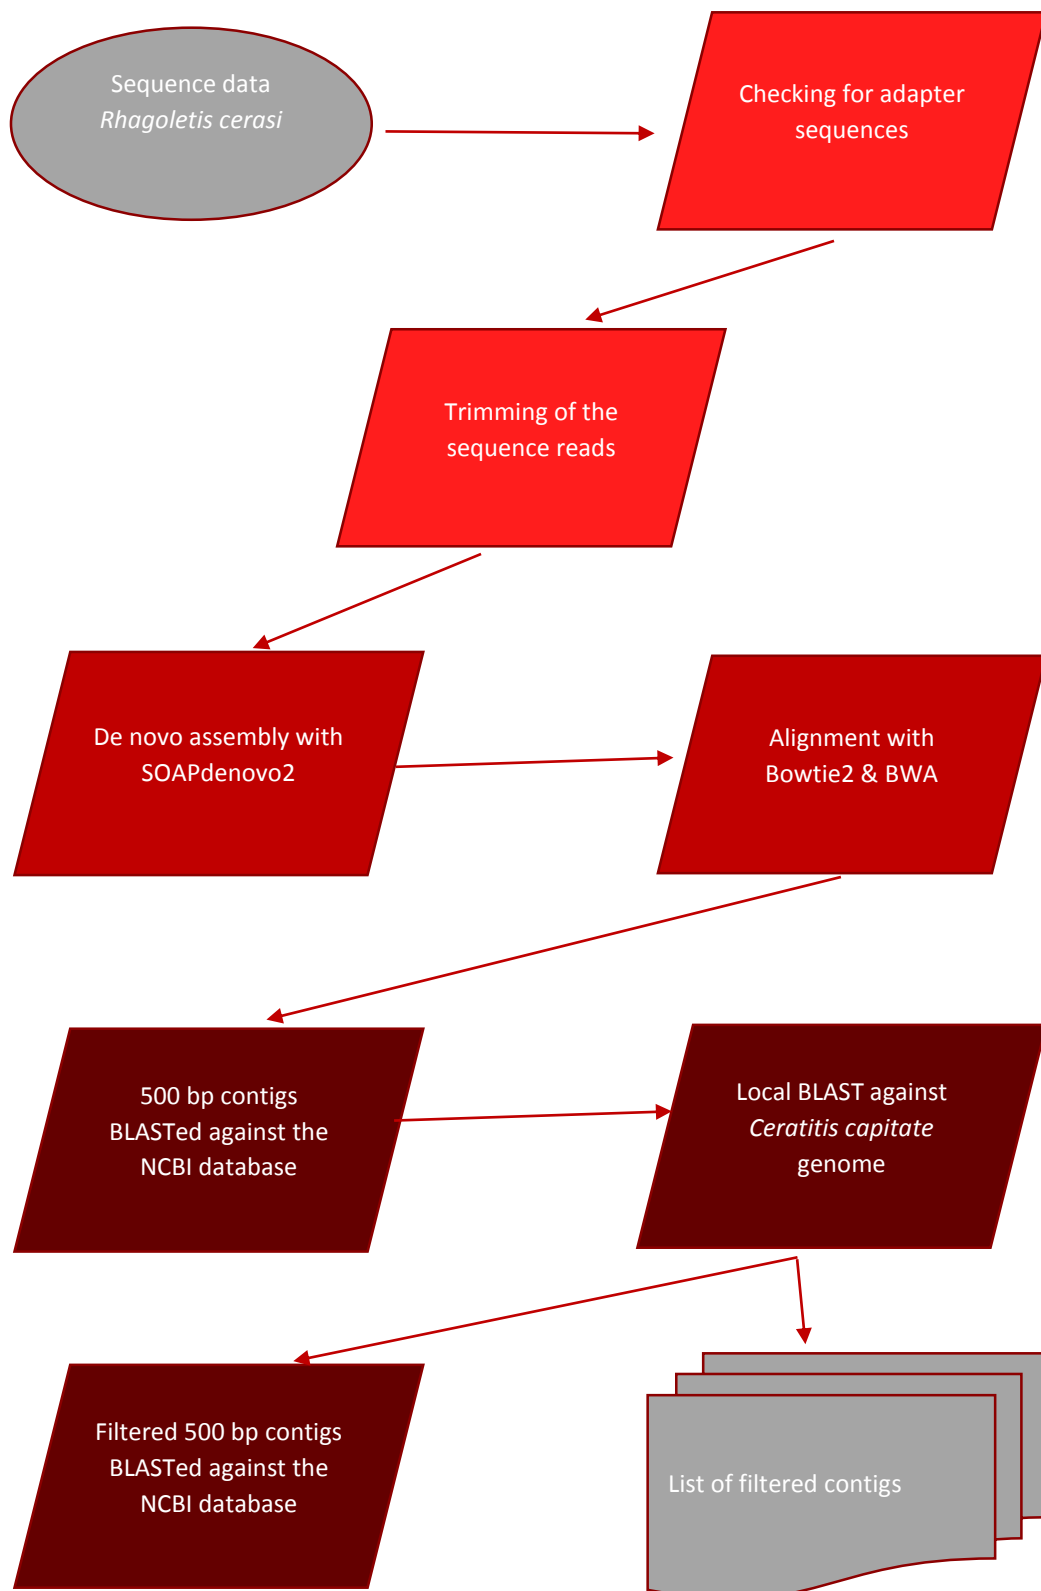 Sequence data
Rhagoletis cerasi
Checking for adapter
sequences
Trimming of the
sequence reads
De novo assembly with
SOAPdenovo2
Alignment with
Bowtie2 & BWA
500 bp contigs
BLASTed against the
NCBI database
Local BLAST against
Ceratitis capitate
genome
Filtered 500 bp contigs
BLASTed against the
NCBI database
List of filtered contigs